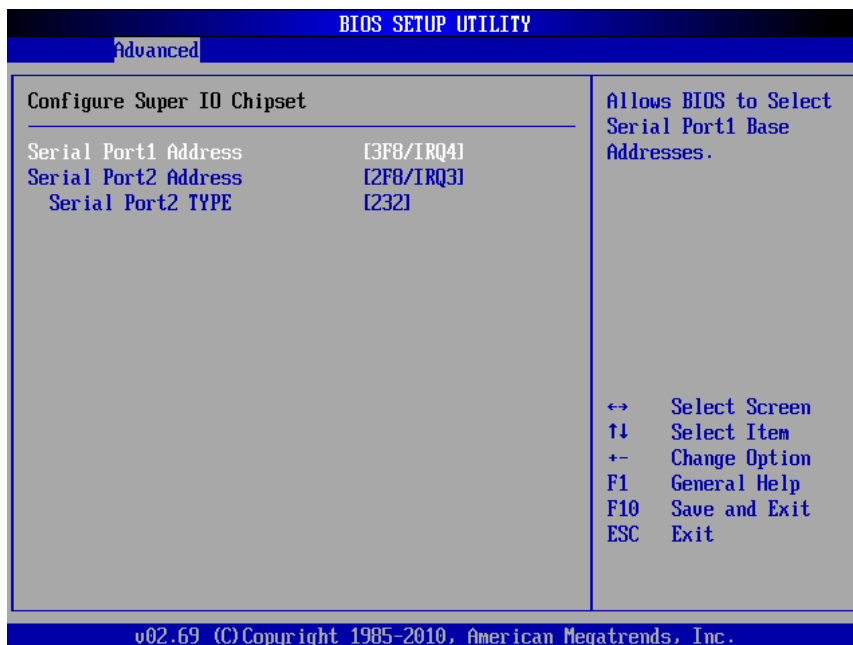 BIOS SETUP UTILITY
Advanced
Configure Super IO Chipset
Serial Port1 Address [3F8/IRQ4]
Serial Port2 Address [2F8/IRQ3]
Serial Port2 TYPE [232]
Allows BIOS to Select
Serial Port1 Base
Addresses.
↔ Select Screen
↑↓ Select Item
+- Change Option
F1 General Help
F10 Save and Exit
ESC Exit
v02.69 (C)Copyright 1985-2010, American Megatrends, Inc.